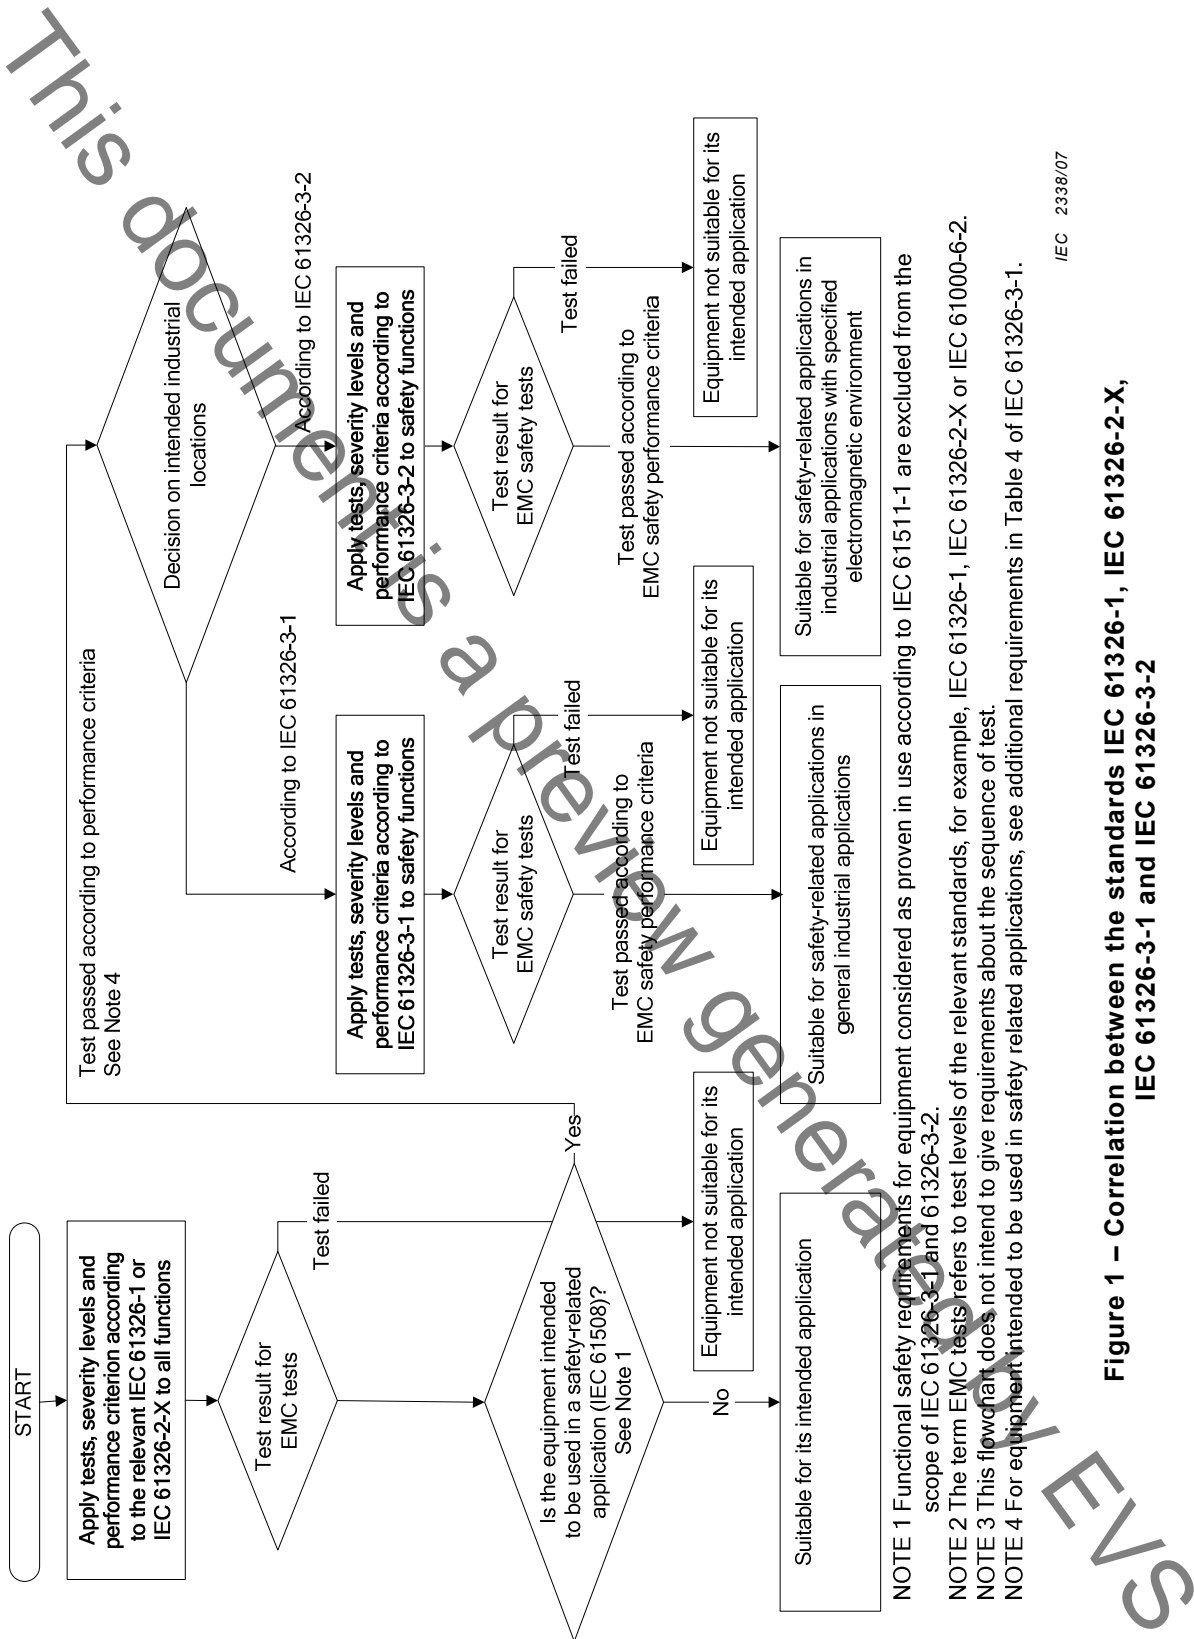 START
Apply tests, severity levels and
performance criterion according
to the relevant IEC 61326-1 or
IEC 61326-2-X to all functions
Test result for
EMC tests
Test failed
Is the equipment intended
to be used in a safety-related
application (IEC 61508)?
See Note 1
Yes
No
Equipment not suitable for its
intended application
Suitable for its intended application
Test passed according to performance criteria
See Note 4
Decision on intended industrial
locations
According to IEC 61326-3-1
According to IEC 61326-3-2
Apply tests, severity levels and
performance criteria according to
IEC 61326-3-1 to safety functions
Test result for
EMC safety tests
Test failed
Test passed according to
EMC safety performance criteria
Equipment not suitable for its
intended application
Suitable for safety-related applications in
general industrial applications
Apply tests, severity levels and
performance criteria according to
IEC 61326-3-2 to safety functions
Test result for
EMC safety tests
Test failed
Test passed according to
EMC safety performance criteria
Equipment not suitable for its
intended application
Suitable for safety-related applications in
industrial applications with specified
electromagnetic environment
NOTE 1 Functional safety requirements for equipment considered as proven in use according to IEC 61511-1 are excluded from the
scope of IEC 61326-3-1 and 61326-3-2.
NOTE 2 The term EMC tests refers to test levels of the relevant standards, for example, IEC 61326-1, IEC 61326-2-X or IEC 61000-6-2.
NOTE 3 This flowchart does not intend to give requirements about the sequence of test.
NOTE 4 For equipment intended to be used in safety related applications, see additional requirements in Table 4 of IEC 61326-3-1.
IEC 2338/07
Figure 1 – Correlation between the standards IEC 61326-1, IEC 61326-2-X,
IEC 61326-3-1 and IEC 61326-3-2
This document is a preview generated by EVS